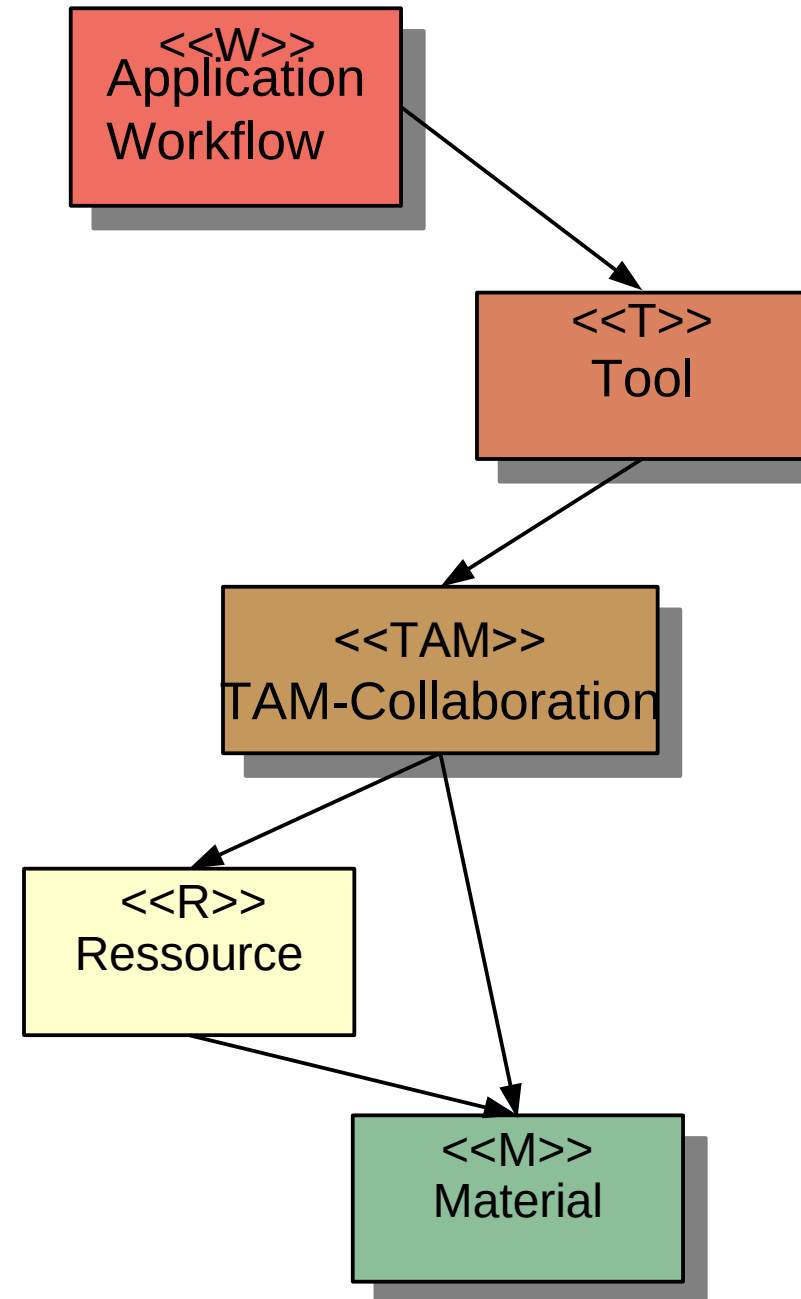 <<W>>
Application
Workflow
<<T>>
Tool
<<TAM>>
TAM-Collaboration
<<R>>
Ressource
<<M>>
Material